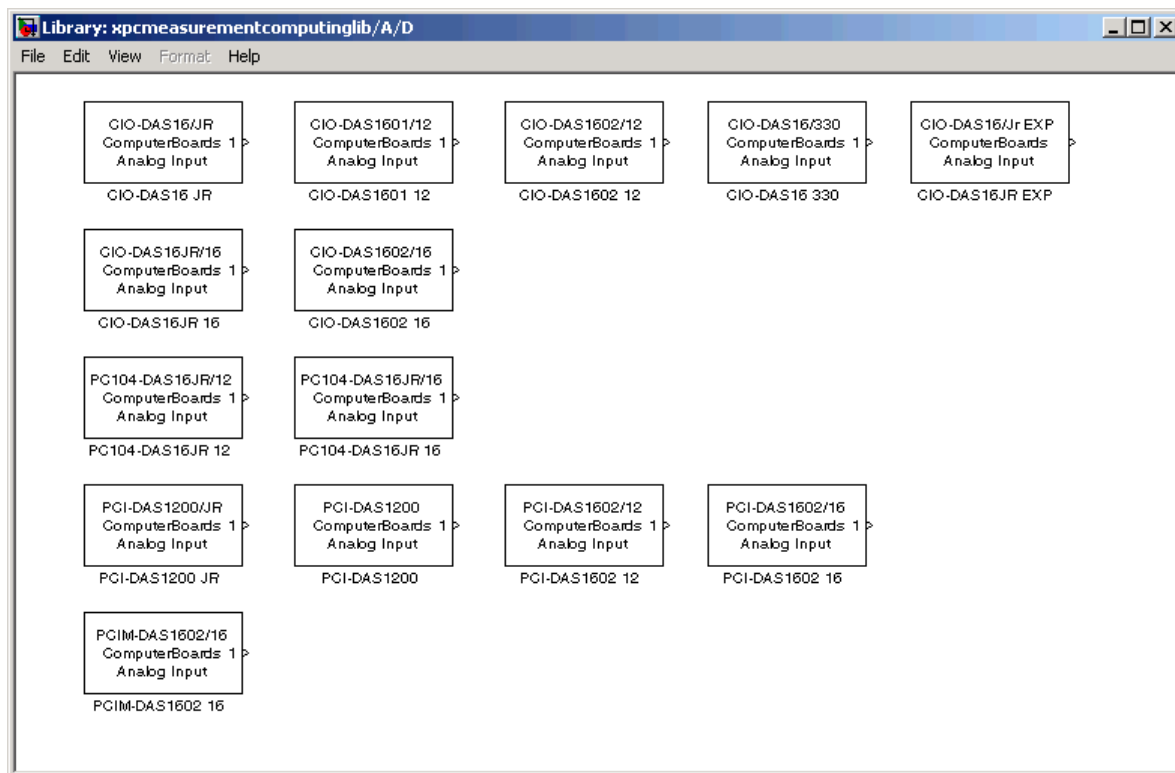 Library: xpcmeasurementcomputinglib/A/D
File Edit View Format Help
CIO-DAS16/JR
ComputerBoards 1
Analog Input
CIO-DAS16 JR
CIO-DAS1601/12
ComputerBoards 1
Analog Input
CIO-DAS1601 12
CIO-DAS1602/12
ComputerBoards 1
Analog Input
CIO-DAS1602 12
CIO-DAS16/330
ComputerBoards 1
Analog Input
CIO-DAS16 330
CIO-DAS16/Jr EXP
ComputerBoards
Analog Input
CIO-DAS16JR EXP
CIO-DAS16JR/16
ComputerBoards 1
Analog Input
CIO-DAS16JR 16
CIO-DAS1602/16
ComputerBoards 1
Analog Input
CIO-DAS1602 16
PC104-DAS16JR/12
ComputerBoards 1
Analog Input
PC104-DAS16JR 12
PC104-DAS16JR/16
ComputerBoards 1
Analog Input
PC104-DAS16JR 16
PCI-DAS1200/JR
ComputerBoards 1
Analog Input
PCI-DAS1200 JR
PCI-DAS1200
ComputerBoards 1
Analog Input
PCI-DAS1200
PCI-DAS1602/12
ComputerBoards 1
Analog Input
PCI-DAS1602 12
PCI-DAS1602/16
ComputerBoards 1
Analog Input
PCI-DAS1602 16
PCIM-DAS1602/16
ComputerBoards 1
Analog Input
PCIM-DAS1602 16